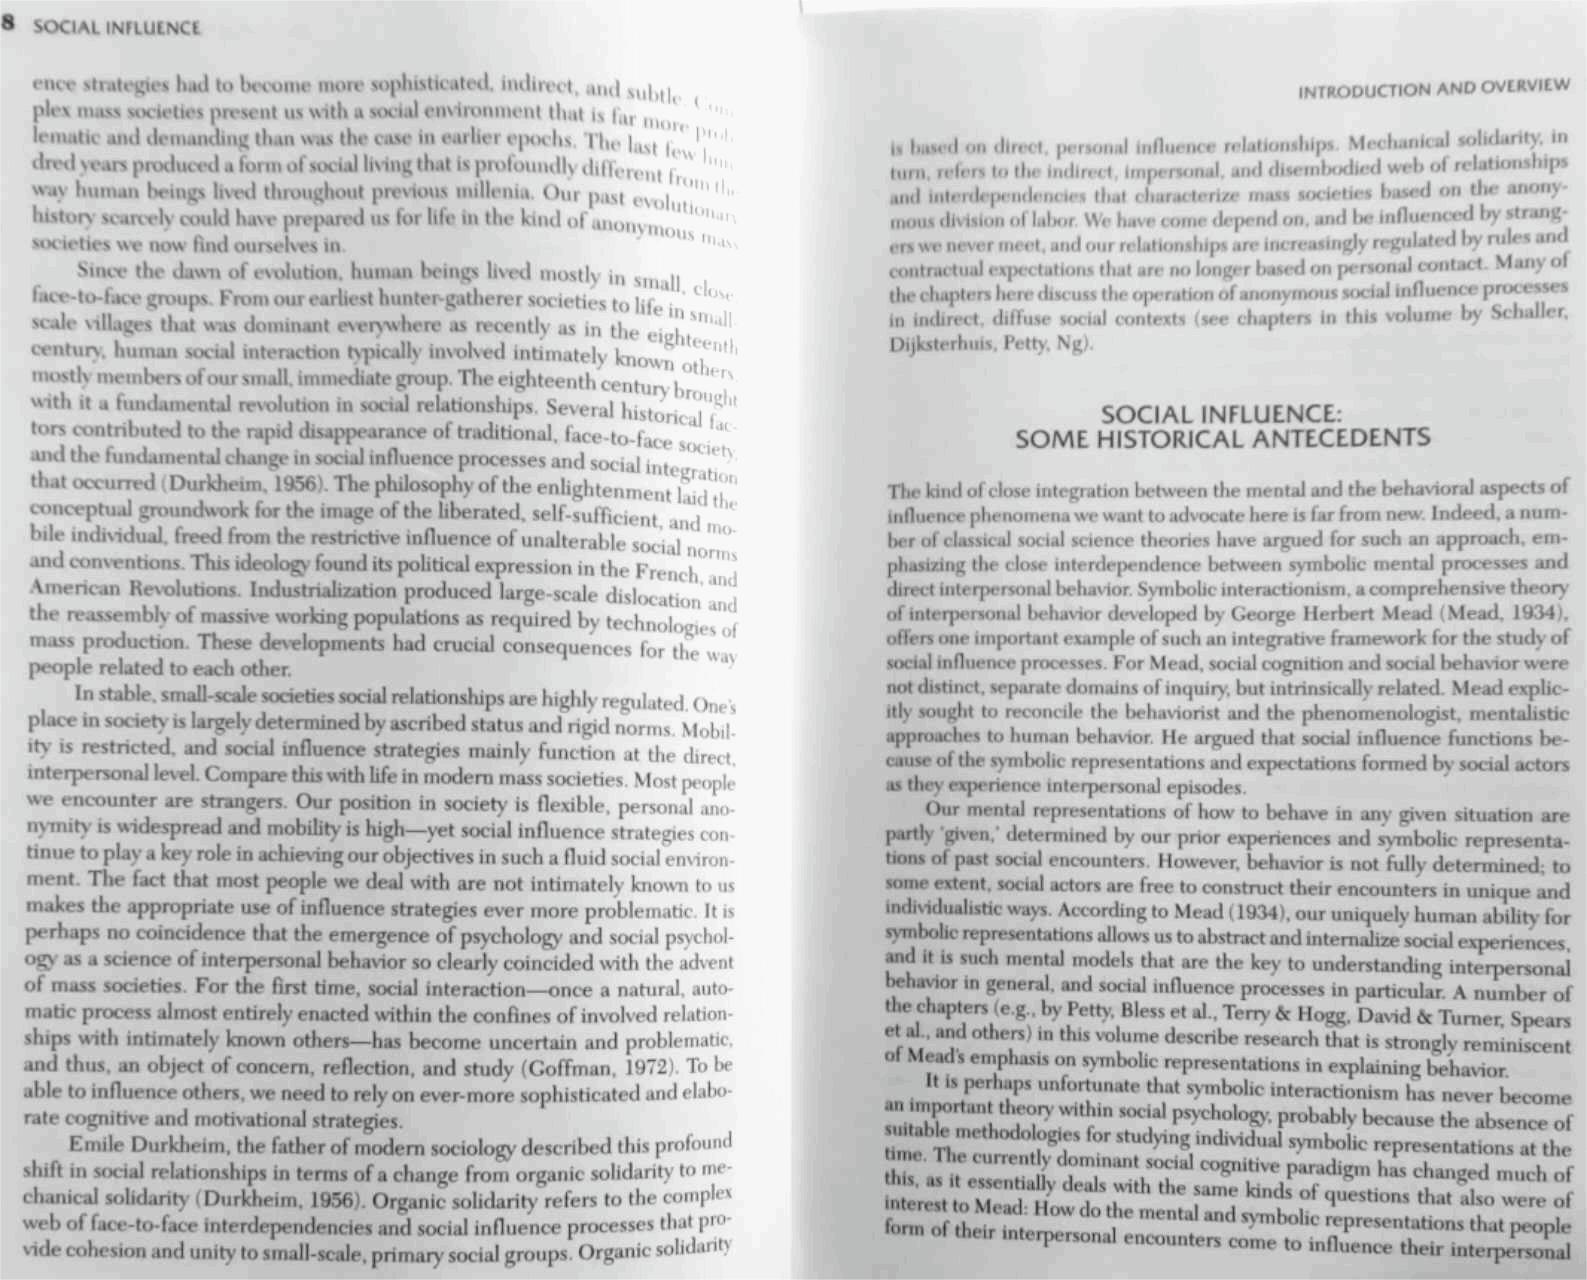 8 SOCIAL INFLUENCE
ence strategies had to become more sophisticated, indirect, and subtle. Com-
plex mass societies present us with a social environment that is far more prob-
lematic and demanding than was the case in earlier epochs. The last few hun-
dred years produced a form of social living that is profoundly different from the
way human beings lived throughout previous millenia. Our past evolutionary
history scarcely could have prepared us for life in the kind of anonymous mass
societies we now find ourselves in.
Since the dawn of evolution, human beings lived mostly in small, close
face-to-face groups. From our earliest hunter-gatherer societies to life in small-
scale villages that was dominant everywhere as recently as in the eighteenth
century, human social interaction typically involved intimately known others
mostly members of our small, immediate group. The eighteenth century brought
with it a fundamental revolution in social relationships. Several historical fac-
tors contributed to the rapid disappearance of traditional, face-to-face society,
and the fundamental change in social influence processes and social integration
that occurred (Durkheim, 1956). The philosophy of the enlightenment laid the
conceptual groundwork for the image of the liberated, self-sufficient, and mo-
bile individual, freed from the restrictive influence of unalterable social norms
and conventions. This ideology found its political expression in the French, and
American Revolutions. Industrialization produced large-scale dislocation and
the reassembly of massive working populations as required by technologies of
mass production. These developments had crucial consequences for the way
people related to each other.
In stable, small-scale societies social relationships are highly regulated. One's
place in society is largely determined by ascribed status and rigid norms. Mobil-
ity is restricted, and social influence strategies mainly function at the direct,
interpersonal level. Compare this with life in modern mass societies. Most people
we encounter are strangers. Our position in society is flexible, personal ano-
nymity is widespread and mobility is high—yet social influence strategies con-
tinue to play a key role in achieving our objectives in such a fluid social environ-
ment. The fact that most people we deal with are not intimately known to us
makes the appropriate use of influence strategies ever more problematic. It is
perhaps no coincidence that the emergence of psychology and social psychol-
ogy as a science of interpersonal behavior so clearly coincided with the advent
of mass societies. For the first time, social interaction—once a natural, auto-
matic process almost entirely enacted within the confines of involved relation-
ships with intimately known others—has become uncertain and problematic,
and thus, an object of concern, reflection, and study (Goffman, 1972). To be
able to influence others, we need to rely on ever-more sophisticated and elabo-
rate cognitive and motivational strategies.
Emile Durkheim, the father of modern sociology described this profound
shift in social relationships in terms of a change from organic solidarity to me-
chanical solidarity (Durkheim, 1956). Organic solidarity refers to the complex
web of face-to-face interdependencies and social influence processes that pro-
vide cohesion and unity to small-scale, primary social groups. Organic solidarity
INTRODUCTION AND OVERVIEW
is based on direct, personal influence relationships. Mechanical solidarity, in
turn, refers to the indirect, impersonal, and disembodied web of relationships
and interdependencies that characterize mass societies based on the anony-
mous division of labor. We have come depend on, and be influenced by strang-
ers we never meet, and our relationships are increasingly regulated by rules and
contractual expectations that are no longer based on personal contact. Many of
the chapters here discuss the operation of anonymous social influence processes
in indirect, diffuse social contexts (see chapters in this volume by Schaller,
Dijksterhuis, Petty, Ng).
SOCIAL INFLUENCE:
SOME HISTORICAL ANTECEDENTS
The kind of close integration between the mental and the behavioral aspects of
influence phenomena we want to advocate here is far from new. Indeed, a num-
ber of classical social science theories have argued for such an approach, em-
phasizing the close interdependence between symbolic mental processes and
direct interpersonal behavior. Symbolic interactionism, a comprehensive theory
of interpersonal behavior developed by George Herbert Mead (Mead, 1934),
offers one important example of such an integrative framework for the study of
social influence processes. For Mead, social cognition and social behavior were
not distinct, separate domains of inquiry, but intrinsically related. Mead explic-
itly sought to reconcile the behaviorist and the phenomenologist, mentalistic
approaches to human behavior. He argued that social influence functions be-
cause of the symbolic representations and expectations formed by social actors
as they experience interpersonal episodes.
Our mental representations of how to behave in any given situation are
partly 'given,' determined by our prior experiences and symbolic representa-
tions of past social encounters. However, behavior is not fully determined; to
some extent, social actors are free to construct their encounters in unique and
individualistic ways. According to Mead (1934), our uniquely human ability for
symbolic representations allows us to abstract and internalize social experiences,
and it is such mental models that are the key to understanding interpersonal
behavior in general, and social influence processes in particular. A number of
the chapters (e.g., by Petty, Bless et al., Terry & Hogg, David & Turner, Spears
et al., and others) in this volume describe research that is strongly reminiscent
of Mead's emphasis on symbolic representations in explaining behavior.
It is perhaps unfortunate that symbolic interactionism has never become
an important theory within social psychology, probably because the absence of
suitable methodologies for studying individual symbolic representations at the
time. The currently dominant social cognitive paradigm has changed much of
this, as it essentially deals with the same kinds of questions that also were of
interest to Mead: How do the mental and symbolic representations that people
form of their interpersonal encounters come to influence their interpersonal